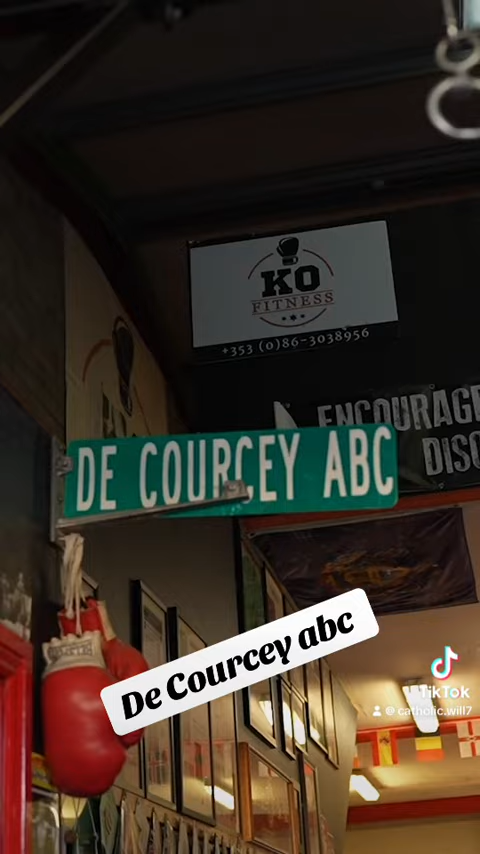 KO
FITNESS
+353 (0)86-3038956
ENCOURAGE
DISC
DE COURCEY ABC
De Courcey abc
TikTok
@ catholic.will7